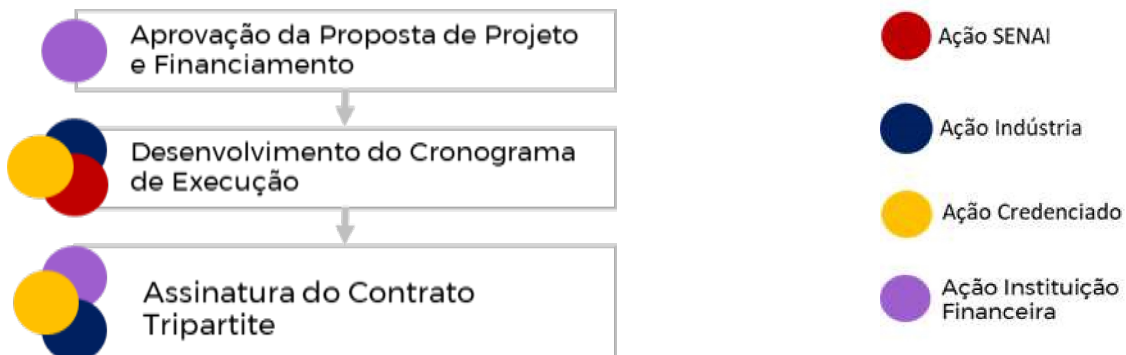 Aprovação da Proposta de Projeto
e Financiamento
Desenvolvimento do Cronograma
de Execução
Assinatura do Contrato
Tripartite
Ação SENAI
Ação Indústria
Ação Credenciado
Ação Instituição
Financeira